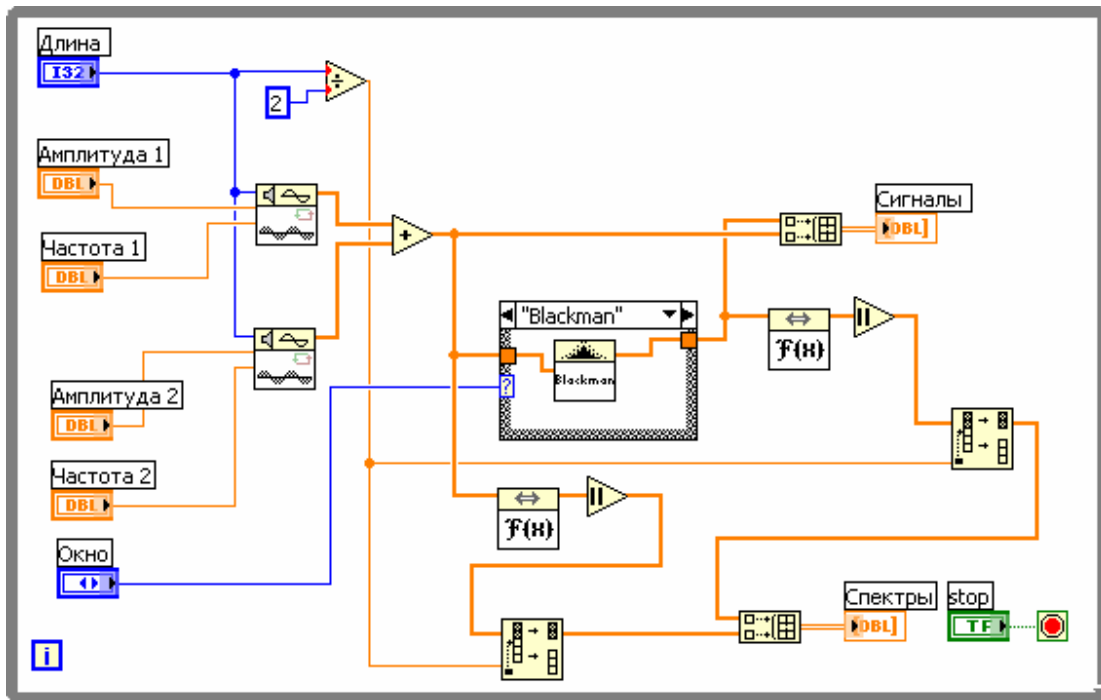 Длина
I32
2
÷
Амплитуда 1
DBL
Частота 1
DBL
+
Сигналы
[DBL]
"Blackman"
Blackman
?
F(x)
Амплитуда 2
DBL
Частота 2
DBL
F(x)
Окно
Спектры
[DBL]
stop
TF
i